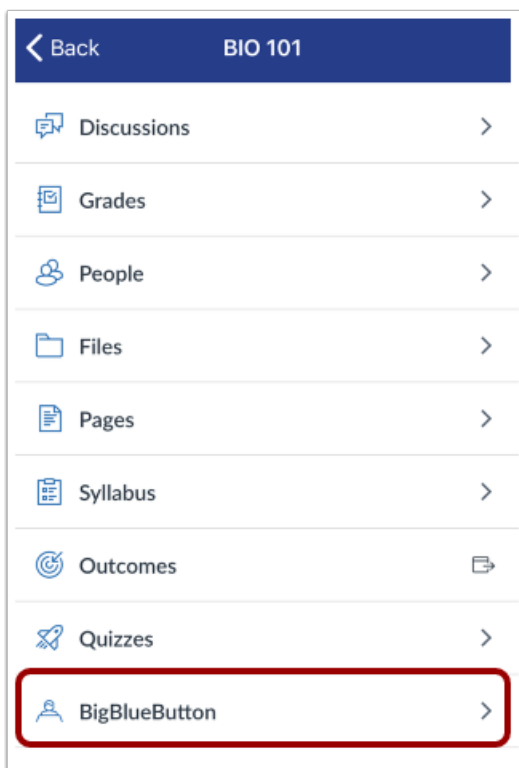 Back
BIO 101
Discussions
Grades
People
Files
Pages
Syllabus
Outcomes
Quizzes
BigBlueButton